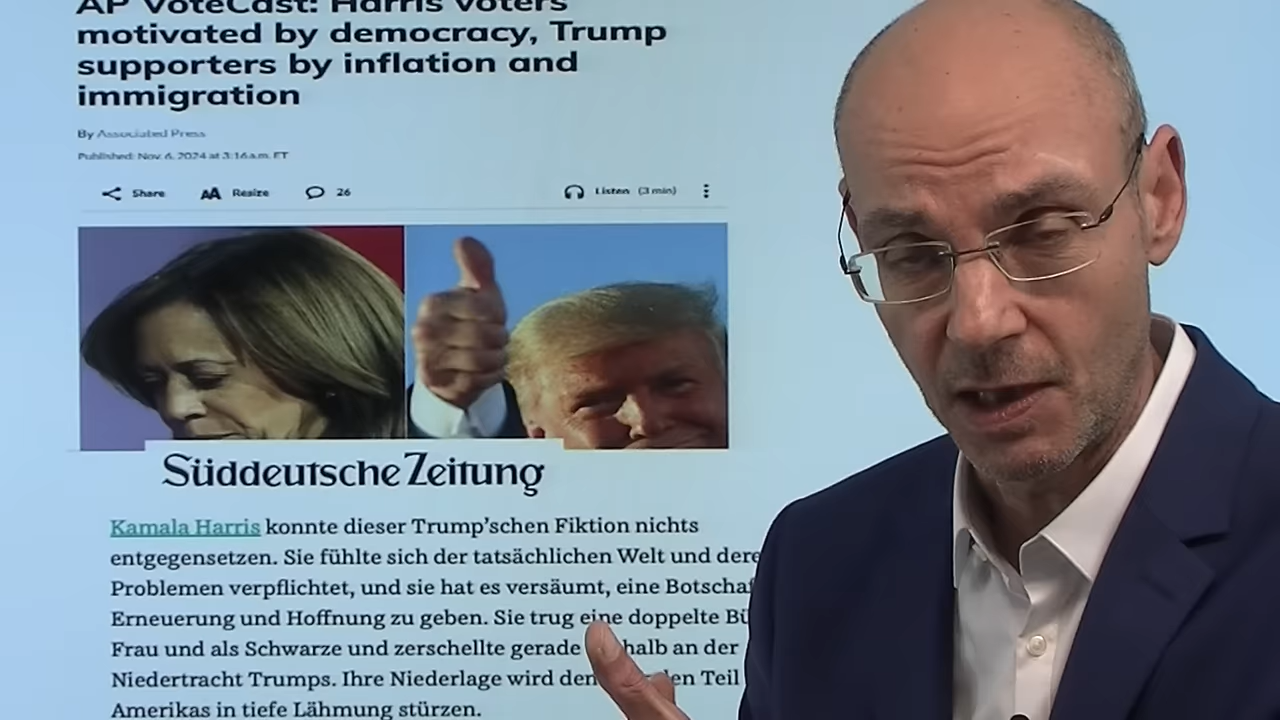 AP VoteCast: Harris voters
motivated by democracy, Trump
supporters by inflation and
immigration
By Associated Press
Published: Nov. 6, 2024 at 3:16 a.m. ET
Share
AA Resize
26
Listen (3 min)
Süddeutsche Zeitung
Kamala Harris konnte dieser Trump’schen Fiktion nichts
entgegensetzen. Sie fühlte sich der tatsächlichen Welt und dere
Problemen verpflichtet, und sie hat es versäumt, eine Botschaf
Erneuerung und Hoffnung zu geben. Sie trug eine doppelte Bü
Frau und als Schwarze und zerschellte gerade halb an der
Niedertracht Trumps. Ihre Niederlage wird den en Teil
Amerikas in tiefe Lähmung stürzen.